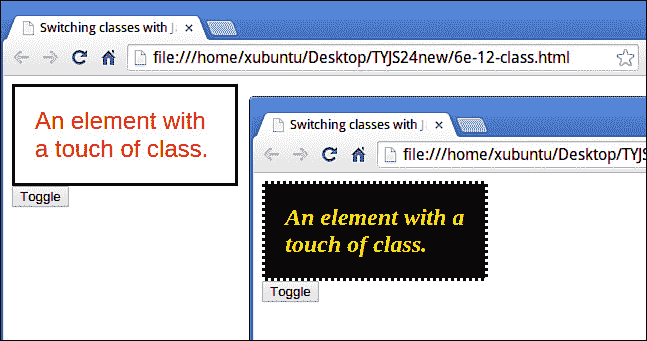 Switching classes with J
file:///home/xubuntu/Desktop/TYJS24new/6e-12-class.html
An element with
a touch of class.
Toggle
Switching classes with J
file:///home/xubuntu/Desktop/TYJS
An element with a
touch of class.
Toggle